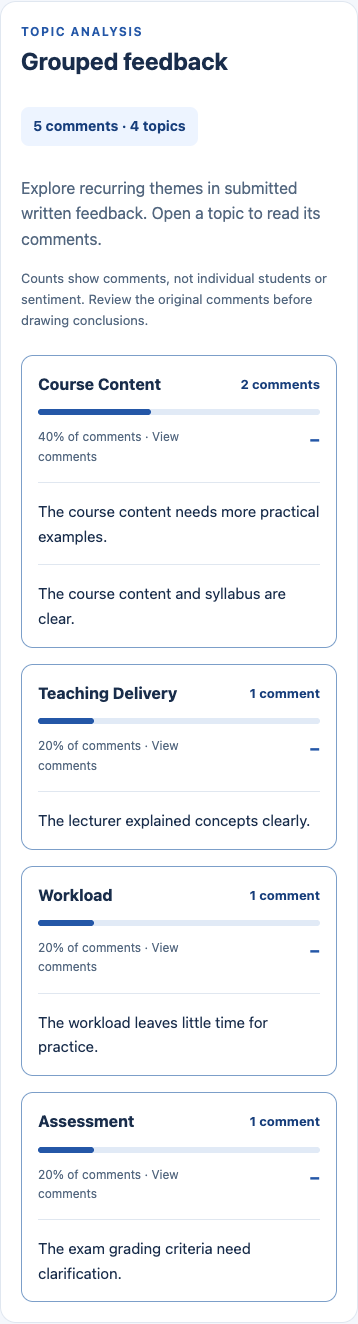 TOPIC ANALYSIS
Grouped feedback
5 comments · 4 topics
Explore recurring themes in submitted
written feedback. Open a topic to read its
comments.
Counts show comments, not individual students or
sentiment. Review the original comments before
drawing conclusions.
Course Content 2 comments
40% of comments · View
comments
The course content needs more practical
examples.
The course content and syllabus are
clear.
Teaching Delivery 1 comment
20% of comments · View
comments
The lecturer explained concepts clearly.
Workload 1 comment
20% of comments · View
comments
The workload leaves little time for
practice.
Assessment 1 comment
20% of comments · View
comments
The exam grading criteria need
clarification.